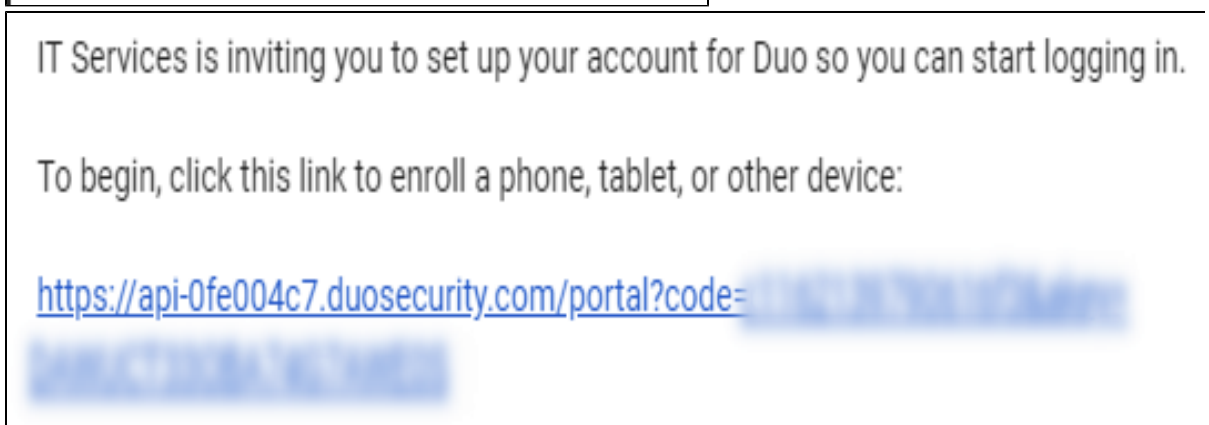 IT Services is inviting you to set up your account for Duo so you can start logging in.
To begin, click this link to enroll a phone, tablet, or other device:
https://api-0fe004c7.duosecurity.com/portal?code=